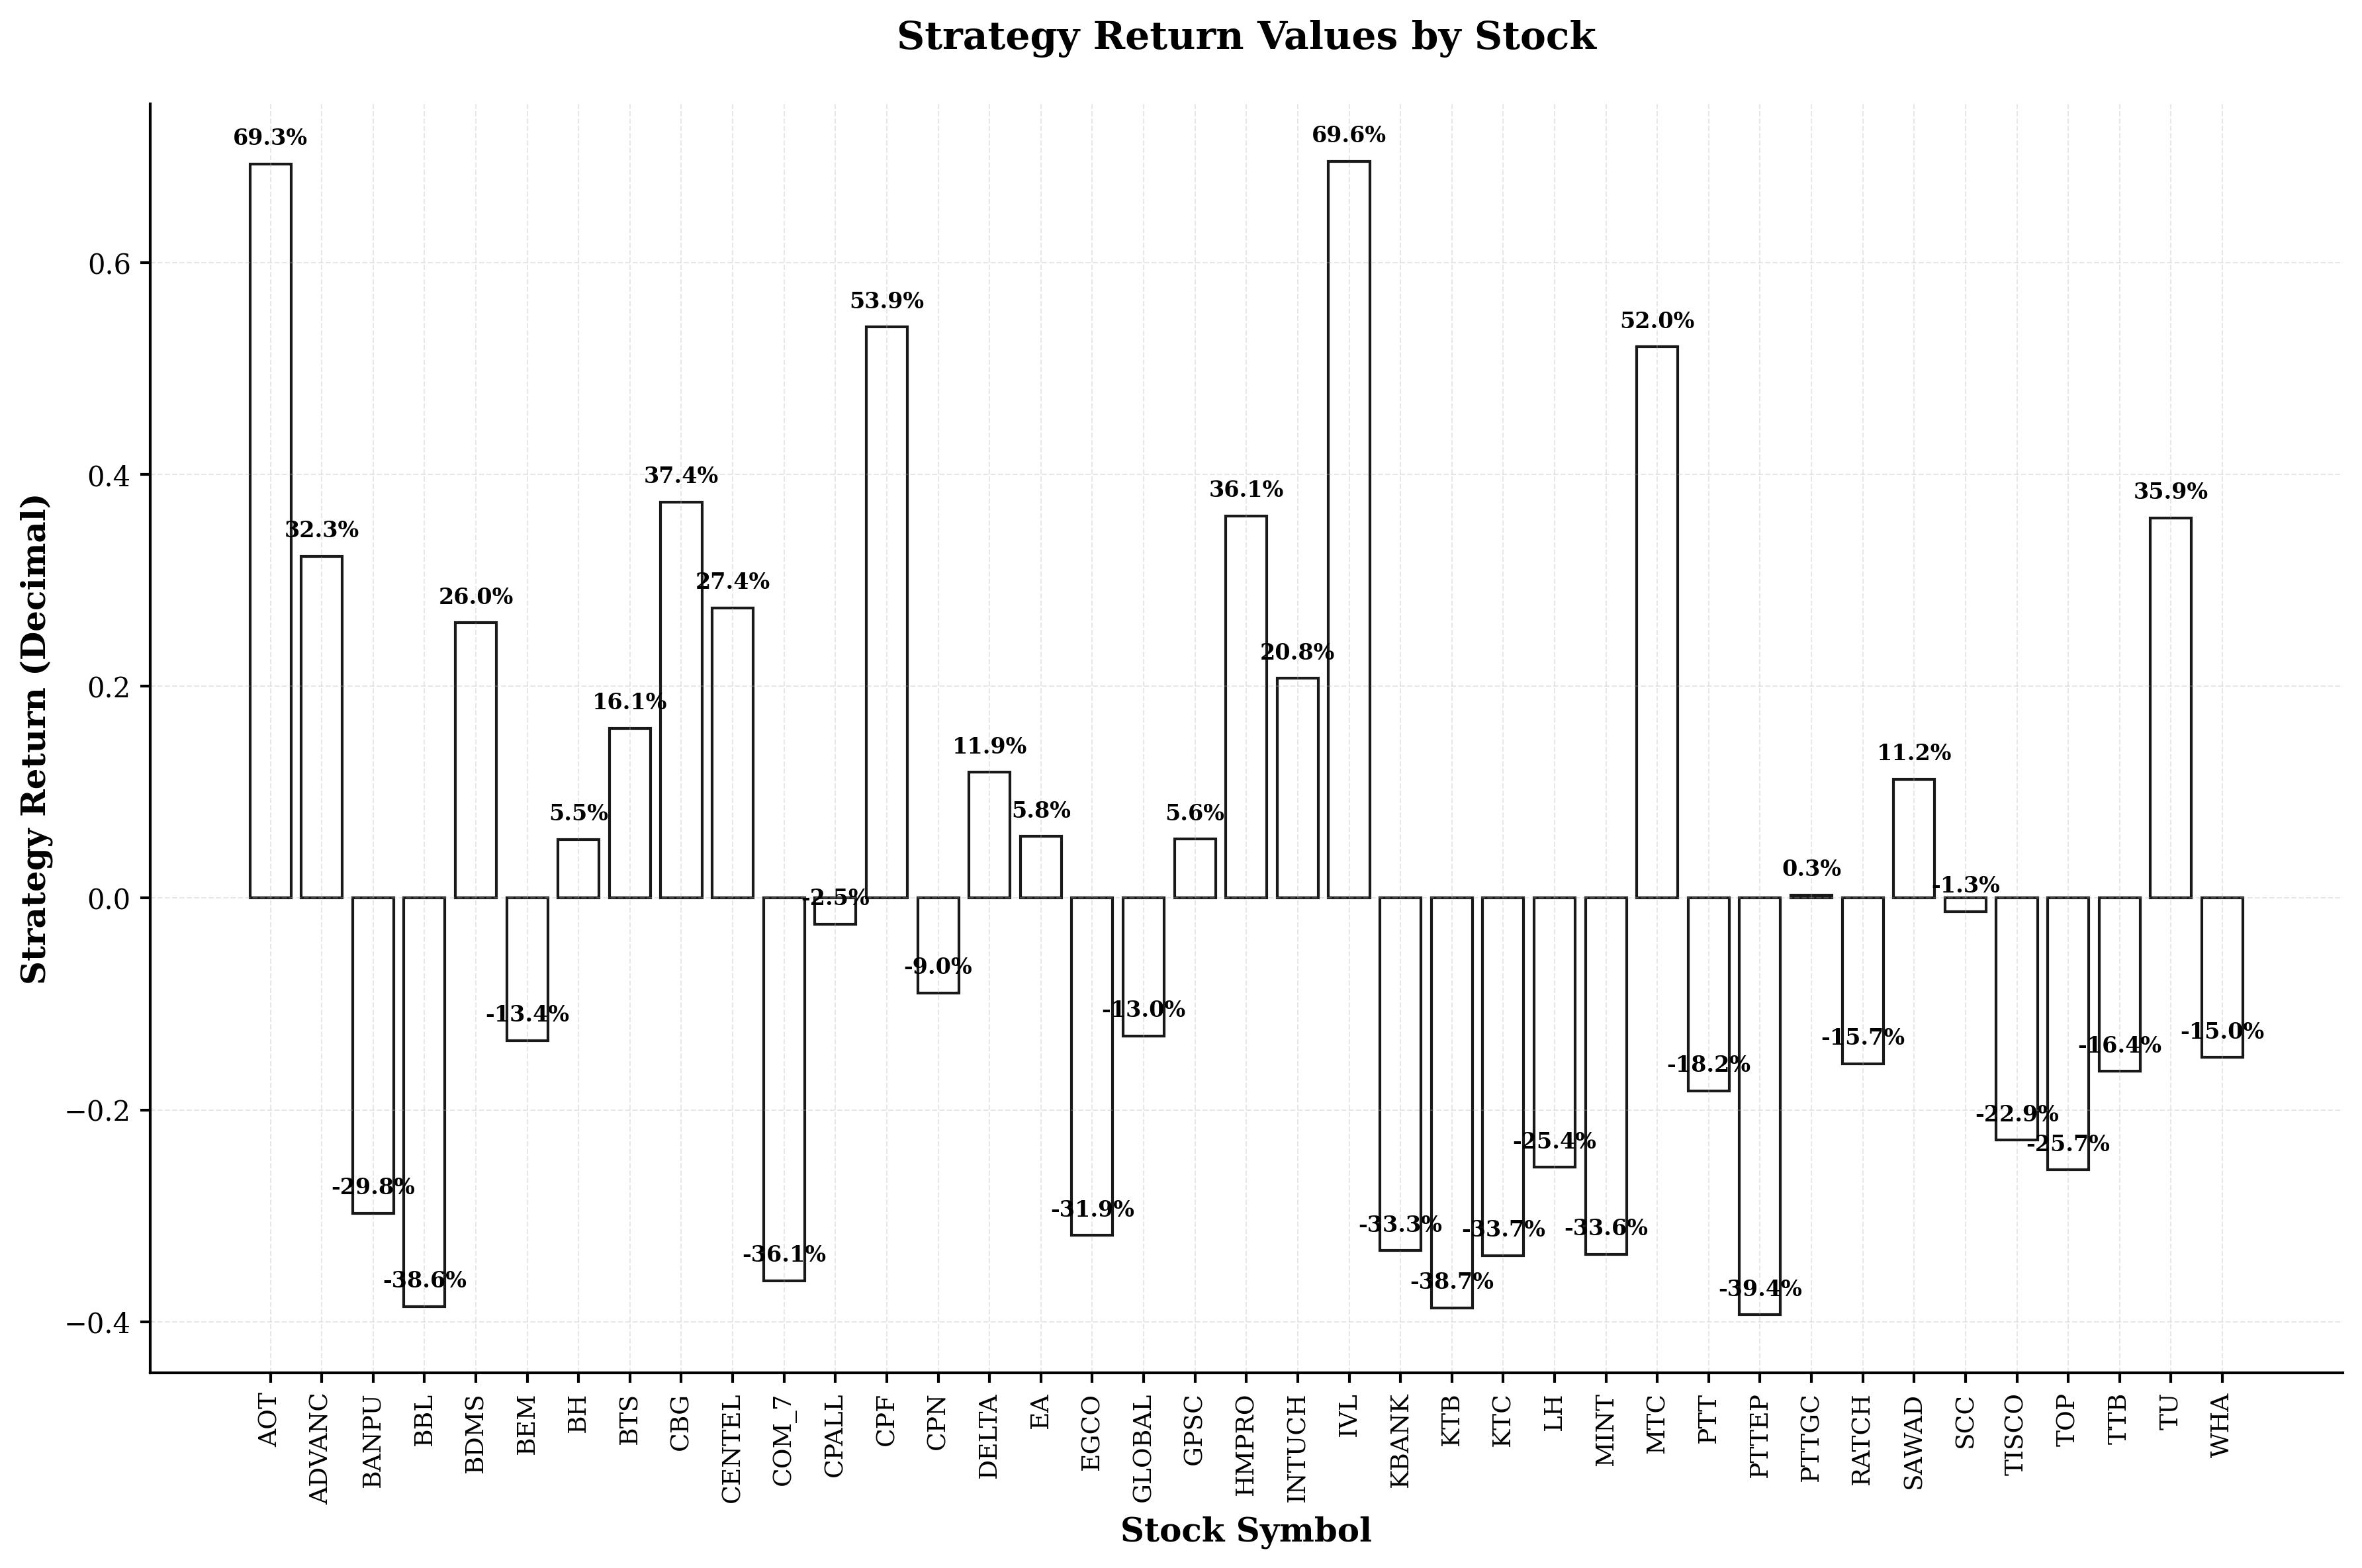 Strategy Return Values by Stock
Strategy Return (Decimal)
0.6
0.4
0.2
0.0
−0.2
−0.4
69.3%
32.3%
-29.8%
-38.6%
26.0%
-13.4%
5.5%
16.1%
37.4%
27.4%
-36.1%
-2.5%
53.9%
-9.0%
11.9%
5.8%
-31.9%
-13.0%
5.6%
36.1%
20.8%
69.6%
-33.3%
-38.7%
-33.7%
-25.4%
-33.6%
52.0%
-18.2%
-39.4%
0.3%
-15.7%
11.2%
-1.3%
-22.9%
-25.7%
-16.4%
35.9%
-15.0%
AOT
ADVANC
BANPU
BBL
BDMS
BEM
BH
BTS
CBG
CENTEL
COM_7
CPALL
CPF
CPN
DELTA
EA
EGCO
GLOBAL
GPSC
HMPRO
INTUCH
IVL
KBANK
KTB
KTC
LH
MINT
MTC
PTT
PTTEP
PTTGC
RATCH
SAWAD
SCC
TISCO
TOP
TTB
TU
WHA
Stock Symbol